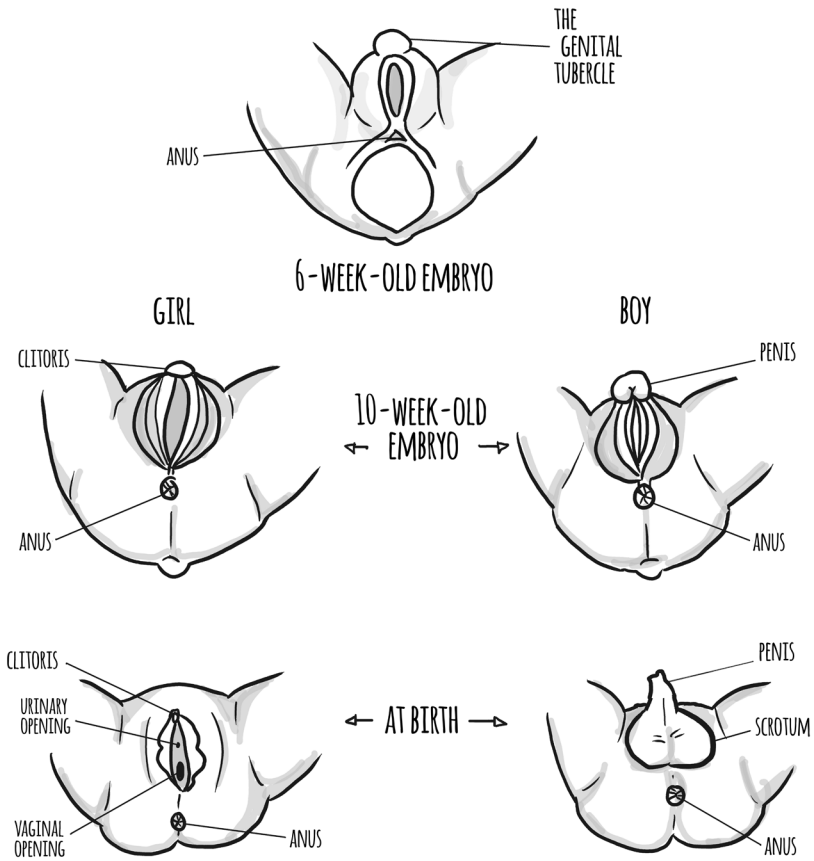 THE
GENITAL
TUBERCLE
ANUS
6-WEEK-OLD EMBRYO
GIRL
BOY
CLITORIS
PENIS
10-WEEK-OLD
EMBRYO
ANUS
ANUS
CLITORIS
PENIS
URINARY
OPENING
AT BIRTH
SCROTUM
VAGINAL
OPENING
ANUS
ANUS